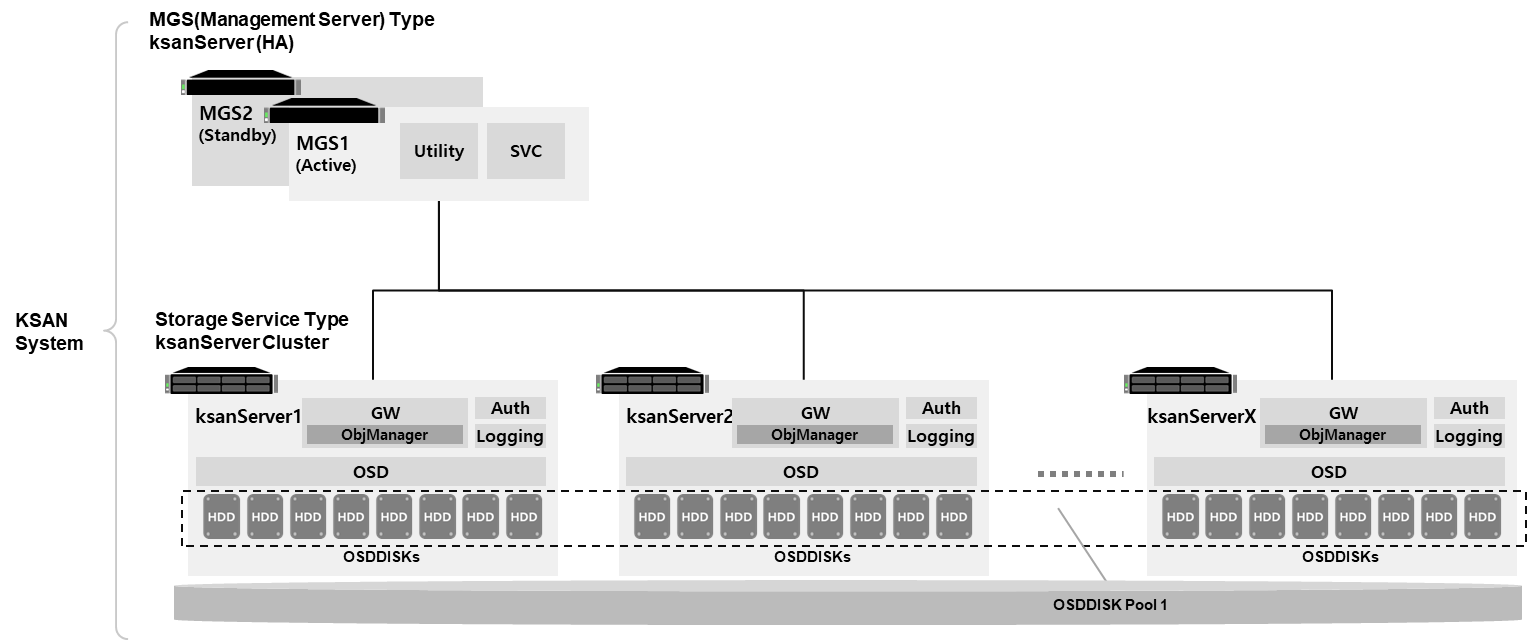 MGS(Management Server) Type
ksanServer(HA)
MGS2
(Standby)
MGS1
(Active)
Utility
SVC
KSAN
System
Storage Service Type
ksanServer Cluster
ksanServer1
GW
ObjManager
Auth
Logging
OSD
HDD HDD HDD HDD HDD HDD HDD HDD
OSDDISKs
ksanServer2
GW
ObjManager
Auth
Logging
OSD
HDD HDD HDD HDD HDD HDD HDD HDD
OSDDISKs
ksanServerX
GW
ObjManager
Auth
Logging
OSD
HDD HDD HDD HDD HDD HDD HDD HDD
OSDDISKs
OSDDISK Pool 1